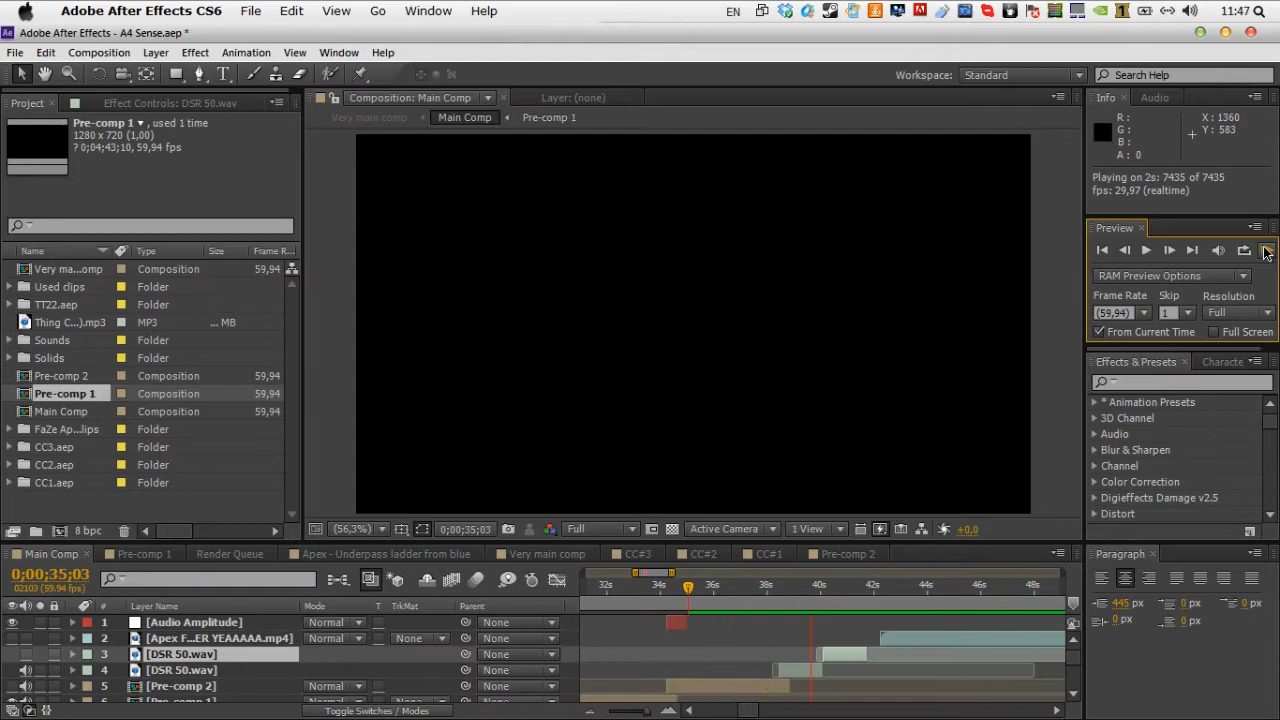 Adobe After Effects CS6 File Edit View Go Window Help EN 11:47
Adobe After Effects - A4 Sense.aep *
File Edit Composition Layer Effect Animation View Window Help
Workspace: Standard Search Help
Project Effect Controls: DSR 50.wav
Pre-comp 1 , used 1 time
1280 x 720 (1,00)
? 0;04;43;10, 59,94 fps
Name Type Size Frame R
Very ma...omp Composition 59,94
Used clips Folder
TT22.aep Folder
Thing C...).mp3 MP3 ... MB
Sounds Folder
Solids Folder
Pre-comp 2 Composition 59,94
Pre-comp 1 Composition 59,94
Main Comp Composition 59,94
FaZe Ap...lips Folder
CC3.aep Folder
CC2.aep Folder
CC1.aep Folder
8 bpc
Composition: Main Comp Layer: (none)
Very main comp Main Comp Pre-comp 1
(56,3%) 0;00;35;03 Full Active Camera 1 View +0,0
Info Audio
R: X: 1360
G: Y: 583
B:
A: 0
Playing on 2s: 7435 of 7435
fps: 29,97 (realtime)
Preview
RAM Preview Options
Frame Rate Skip Resolution
(59,94) 1 Full
From Current Time Full Screen
Effects & Presets Characte
* Animation Presets
3D Channel
Audio
Blur & Sharpen
Channel
Color Correction
Digieffects Damage v2.5
Distort
Main Comp Pre-comp 1 Render Queue Apex - Underpass ladder from below Very main comp CC#3 CC#2 CC#1 Pre-comp 2
0;00;35;03
02103 (59.94 fps)
32s 34s 36s 38s 40s 42s 44s 46s 48s
# Layer Name Mode T TrkMat Parent
1 [Audio Amplitude] Normal None
2 [Apex F...ER YEAAAAA.mp4] Normal None None
3 [DSR 50.wav] None
4 [DSR 50.wav] None
5 [Pre-comp 2] Normal None
Toggle Switches / Modes
Paragraph
445 px 0 px 0 px
0 px 0 px